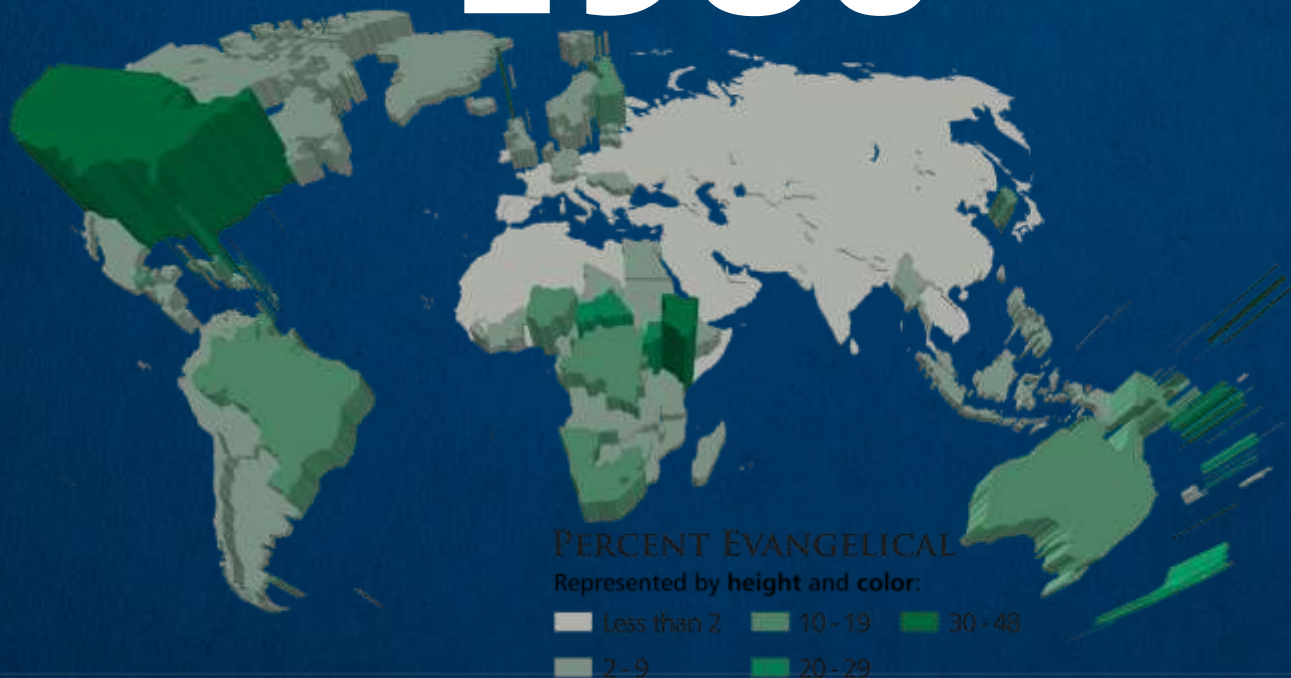 PERCENT EVANGELICAL
Represented by height and color:
Less than 2 10 - 19 30 - 48
2 - 9 20 - 29